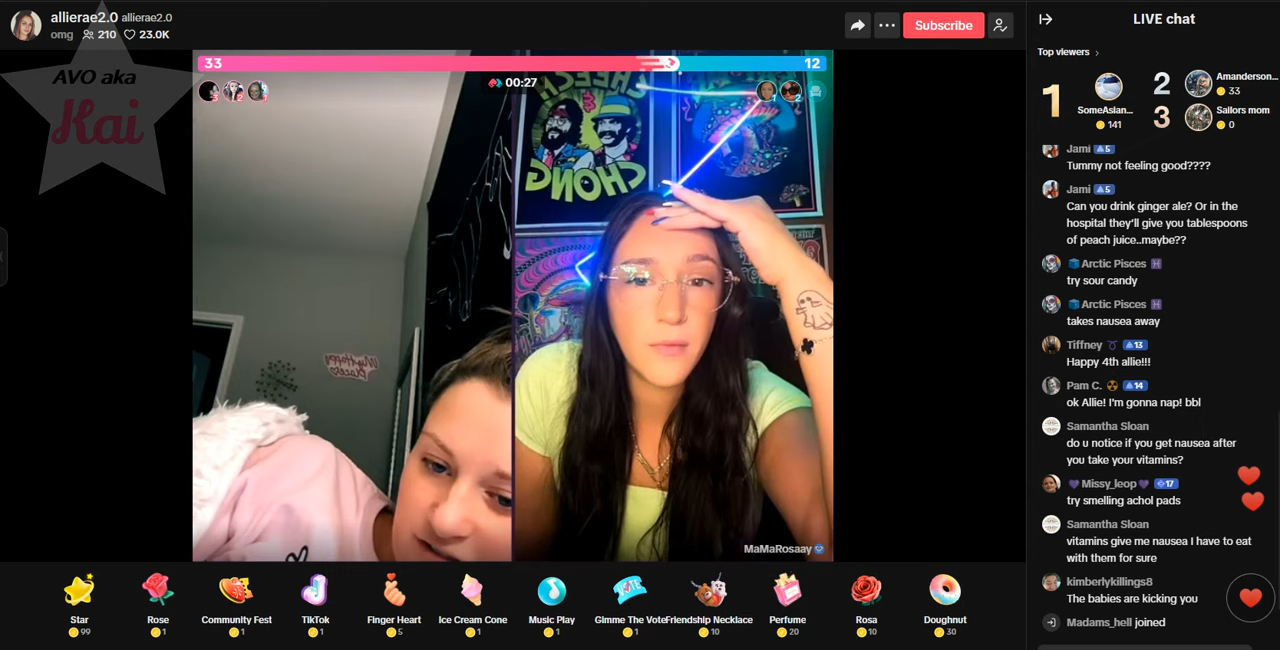 allierae2.0 allierae2.0
omg 210 23.0K
AVO aka
Kai
Subscribe
33
12
00:27
CHEECH
CHONG
My Happy
Place
MaMaRosaay
Star
99
Rose
1
Community Fest
1
TikTok
1
Finger Heart
5
Ice Cream Cone
1
Music Play
1
Gimme The Vote
1
Friendship Necklace
10
Perfume
20
Rosa
10
Doughnut
30
LIVE chat
Top viewers
1
SomeAsian...
141
2
Amanderson...
33
3
Sailors mom
0
Jami 5
Tummy not feeling good????
Jami 5
Can you drink ginger ale? Or in the
hospital they'll give you tablespoons
of peach juice..maybe??
Arctic Pisces
try sour candy
Arctic Pisces
takes nausea away
Tiffney 13
Happy 4th allie!!!
Pam C. 14
ok Allie! I'm gonna nap! bbl
Samantha Sloan
do u notice if you get nausea after
you take your vitamins?
Missy_leop 17
try smelling achol pads
Samantha Sloan
vitamins give me nausea I have to eat
with them for sure
kimberlykillings8
The babies are kicking you
Madams_hell joined